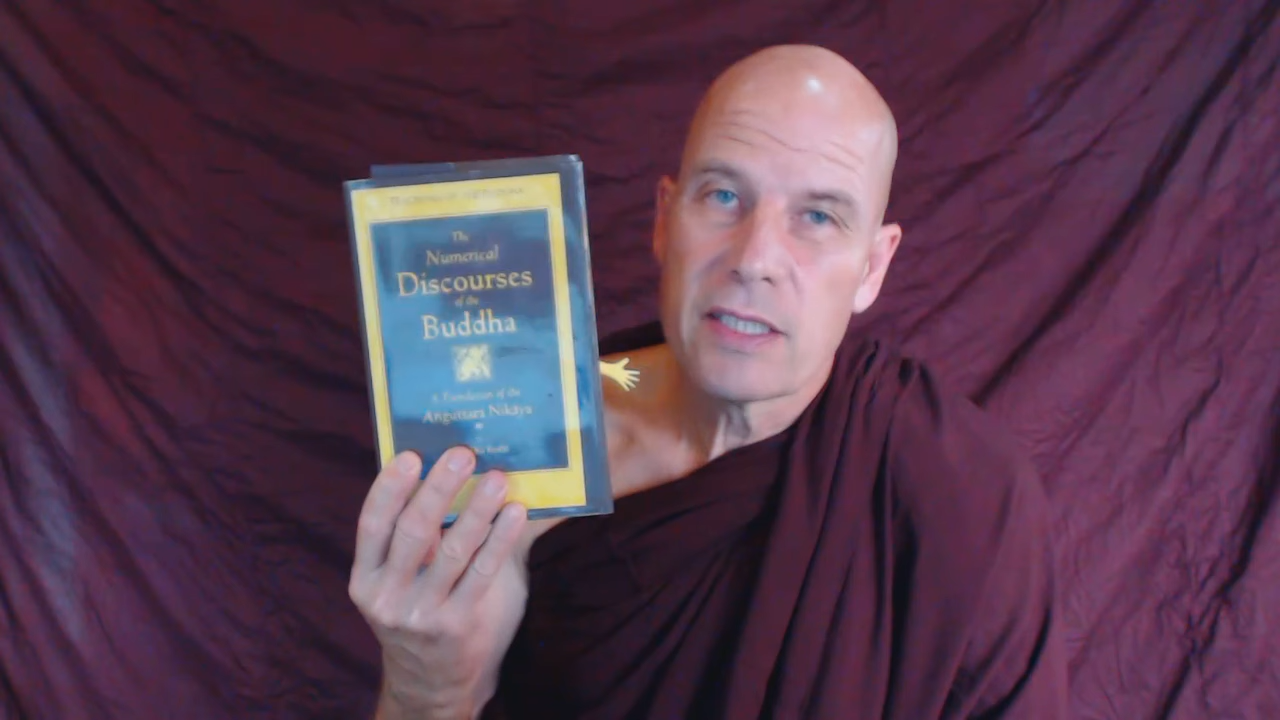 The
Numerical
Discourses
of the
Buddha
A Translation of the
Anguttara Nikāya